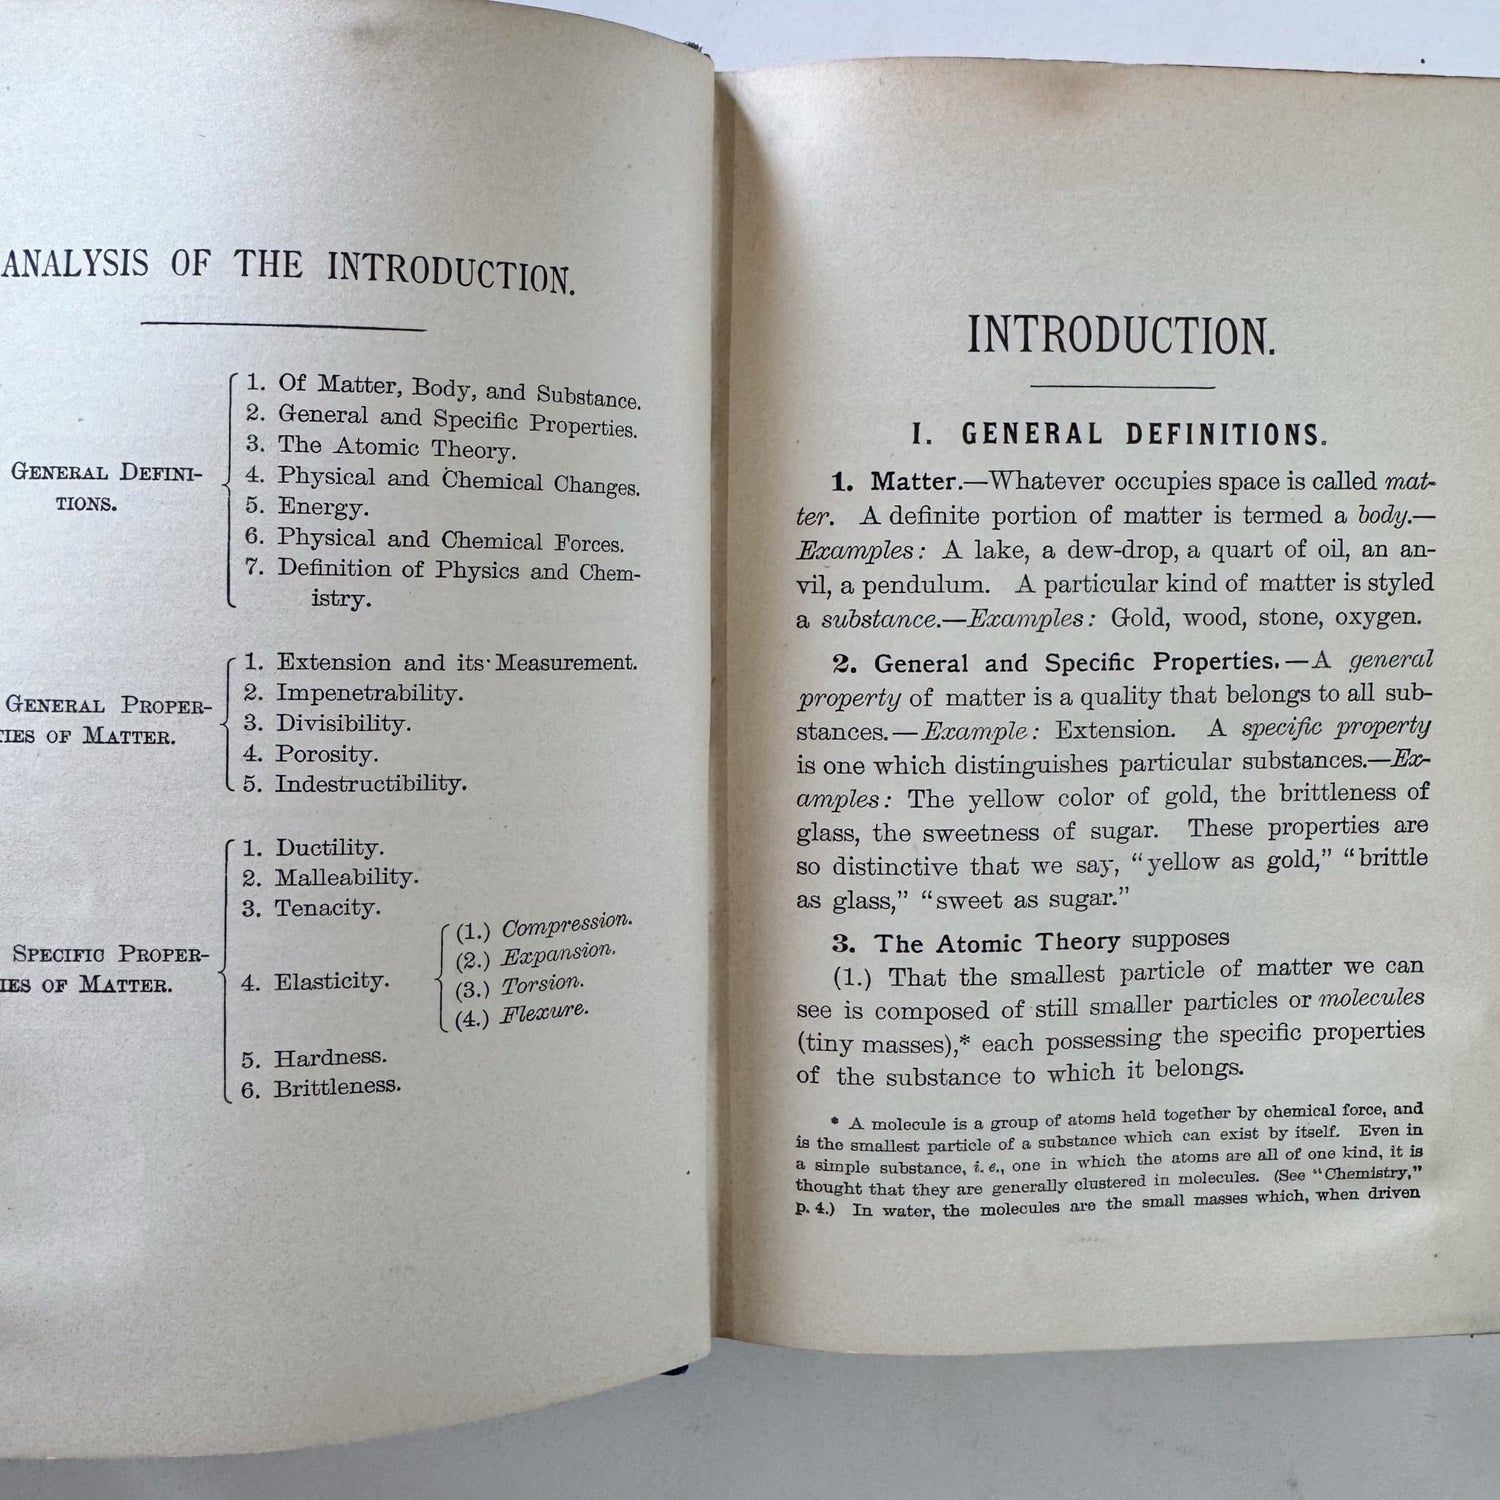 ANALYSIS OF THE INTRODUCTION.
GENERAL DEFINI-
TIONS.
1. Of Matter, Body, and Substance.
2. General and Specific Properties.
3. The Atomic Theory.
4. Physical and Chemical Changes.
5. Energy.
6. Physical and Chemical Forces.
7. Definition of Physics and Chem-
istry.
GENERAL PROPER-
TIES OF MATTER.
1. Extension and its Measurement.
2. Impenetrability.
3. Divisibility.
4. Porosity.
5. Indestructibility.
SPECIFIC PROPER-
IES OF MATTER.
1. Ductility.
2. Malleability.
3. Tenacity.
4. Elasticity.
(1.) Compression.
(2.) Expansion.
(3.) Torsion.
(4.) Flexure.
5. Hardness.
6. Brittleness.
INTRODUCTION.
I. GENERAL DEFINITIONS.
1. Matter.—Whatever occupies space is called mat-
ter. A definite portion of matter is termed a body.—
Examples: A lake, a dew-drop, a quart of oil, an an-
vil, a pendulum. A particular kind of matter is styled
a substance.—Examples: Gold, wood, stone, oxygen.
2. General and Specific Properties.—A general
property of matter is a quality that belongs to all sub-
stances.—Example: Extension. A specific property
is one which distinguishes particular substances.—Ex-
amples: The yellow color of gold, the brittleness of
glass, the sweetness of sugar. These properties are
so distinctive that we say, “yellow as gold,” “brittle
as glass,” “sweet as sugar.”
3. The Atomic Theory supposes
(1.) That the smallest particle of matter we can
see is composed of still smaller particles or molecules
(tiny masses),* each possessing the specific properties
of the substance to which it belongs.
* A molecule is a group of atoms held together by chemical force, and
is the smallest particle of a substance which can exist by itself. Even in
a simple substance, i. e., one in which the atoms are all of one kind, it is
thought that they are generally clustered in molecules. (See “Chemistry,”
p. 4.) In water, the molecules are the small masses which, when driven